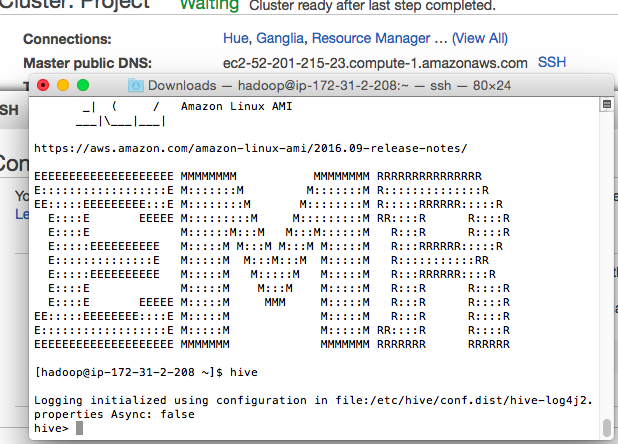 Cluster: Project Waiting Cluster ready after last step completed.
Connections: Hue, Ganglia, Resource Manager … (View All)
Master public DNS: ec2-52-201-215-23.compute-1.amazonaws.com SSH
Downloads — hadoop@ip-172-31-2-208:~ — ssh — 80×24
SSH
_|  (     /   Amazon Linux AMI
___|\___|___|
https://aws.amazon.com/amazon-linux-ami/2016.09-release-notes/
EEEEEEEEEEEEEEEEEEEE MMMMMMMM           MMMMMMMM RRRRRRRRRRRRRRR
E::::::::::::::::::E M:::::::M         M:::::::M R::::::::::::::R
EE:::::EEEEEEEEE:::E M::::::::M       M::::::::M R:::::RRRRRR:::::R
  E::::E       EEEEE M:::::::::M     M:::::::::M RR::::R      R::::R
  E::::E             M::::::M:::M   M:::M::::::M   R:::R      R::::R
  E:::::EEEEEEEEEE   M:::::M M:::M M:::M M:::::M   R:::RRRRRR:::::R
  E::::::::::::::E   M:::::M  M:::M:::M  M:::::M   R:::::::::::RR
  E:::::EEEEEEEEEE   M:::::M   M:::::M   M:::::M   R:::RRRRRR::::R
  E::::E             M:::::M    M:::M    M:::::M   R:::R      R::::R
  E::::E       EEEEE M:::::M     MMM     M:::::M   R:::R      R::::R
EE:::::EEEEEEEE::::E M:::::M             M:::::M   R:::R      R::::R
E::::::::::::::::::E M:::::M             M:::::M RR::::R      R::::R
EEEEEEEEEEEEEEEEEEEE MMMMMMM             MMMMMMM RRRRRRR      RRRRRR
[hadoop@ip-172-31-2-208 ~]$ hive
Logging initialized using configuration in file:/etc/hive/conf.dist/hive-log4j2.
properties Async: false
hive>